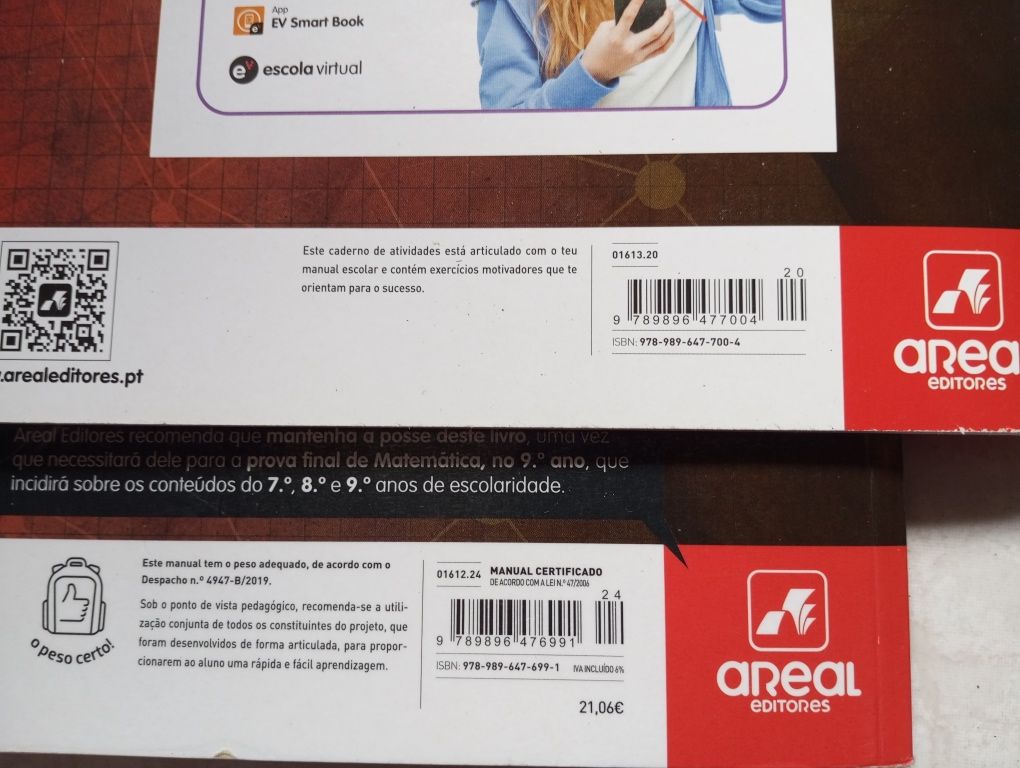 App
EV Smart Book
escola virtual
Este caderno de atividades está articulado com o teu
manual escolar e contém exercícios motivadores que te
orientam para o sucesso.
01613.20
20
9 789896 477004
ISBN: 978-989-647-700-4
.arealeditores.pt
areal
EDITORES
Areal Editores recomenda que mantenha a posse deste livro, uma vez
que necessitará dele para a prova final de Matemática, no 9.º ano, que
incidirá sobre os conteúdos do 7.º, 8.º e 9.º anos de escolaridade.
o peso certo!
Este manual tem o peso adequado, de acordo com o
Despacho n.º 4947-B/2019.
Sob o ponto de vista pedagógico, recomenda-se a utili-
zação conjunta de todos os constituintes do projeto, que
foram desenvolvidos de forma articulada, para propor-
cionarem ao aluno uma rápida e fácil aprendizagem.
01612.24
MANUAL CERTIFICADO
DE ACORDO COM A LEI N.º 47/2006
24
9 789896 476991
ISBN: 978-989-647-699-1 IVA INCLUÍDO 6%
21,06€
areal
EDITORES